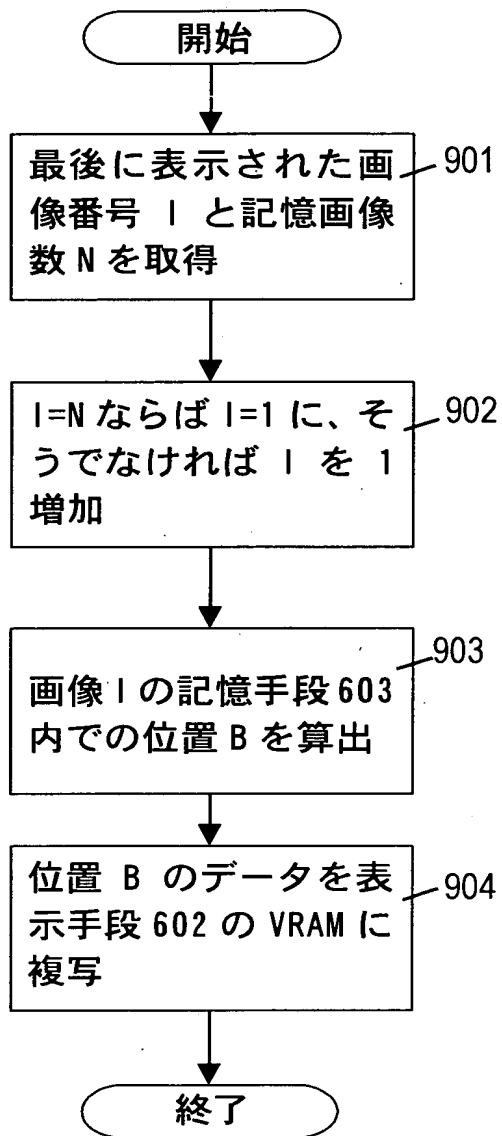 開始
最後に表示された画
像番号 I と記憶画像
数 N を取得
901
I=N ならば I=1 に、そ
うでなければ I を 1
増加
902
画像 I の記憶手段 603
内での位置 B を算出
903
位置 B のデータを表
示手段 602 の VRAM に
複写
904
終了